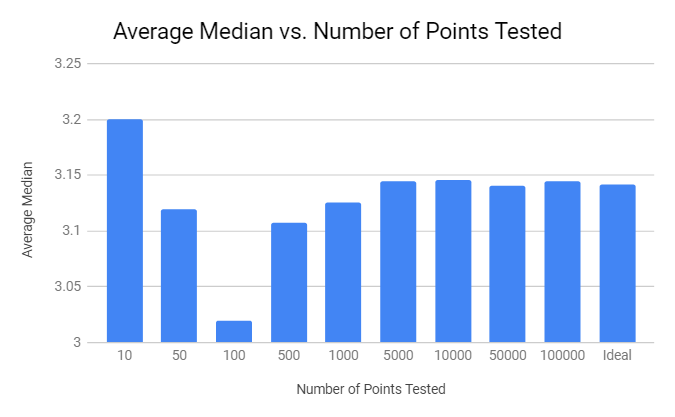 Average Median vs. Number of Points Tested
3.25
3.2
3.15
3.1
3.05
3
Average Median
10 50 100 500 1000 5000 10000 50000 100000 Ideal
Number of Points Tested